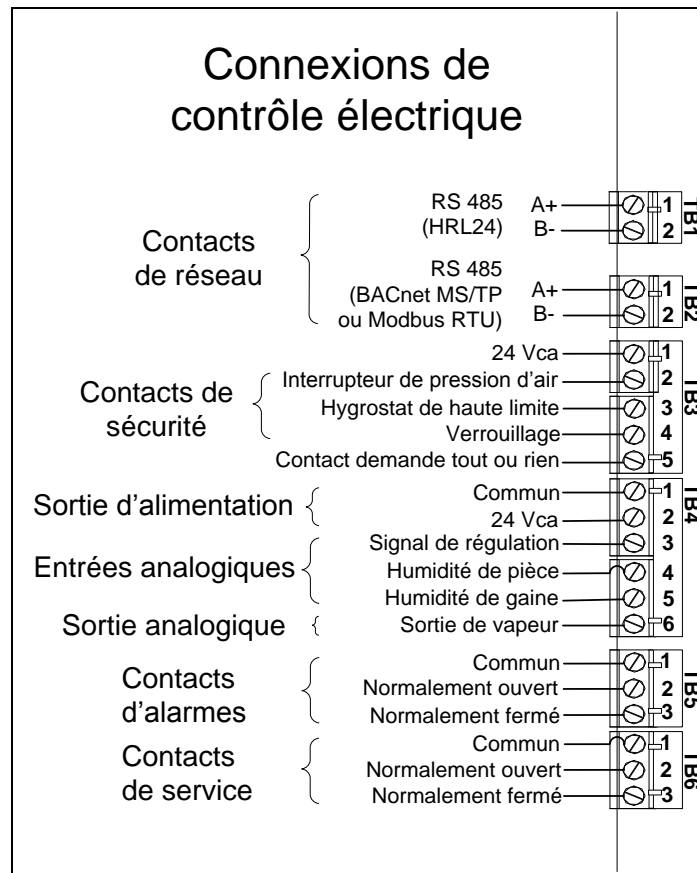 Connexions de
contrôle électrique
Contacts
de réseau
RS 485
(HRL24)
A+
B-
1
2
TB1
RS 485
(BACnet MS/TP
ou Modbus RTU)
A+
B-
1
2
TB2
Contacts de
sécurité
24 Vca
1
Interrupteur de pression d'air
2
Hygrostat de haute limite
3
Verrouillage
4
Contact demande tout ou rien
5
TB3
Sortie d'alimentation
Commun
1
24 Vca
2
Entrées analogiques
Signal de régulation
3
Humidité de pièce
4
Humidité de gaine
5
Sortie analogique
Sortie de vapeur
6
TB4
Contacts
d'alarmes
Commun
1
Normalement ouvert
2
Normalement fermé
3
TB5
Contacts
de service
Commun
1
Normalement ouvert
2
Normalement fermé
3
TB6